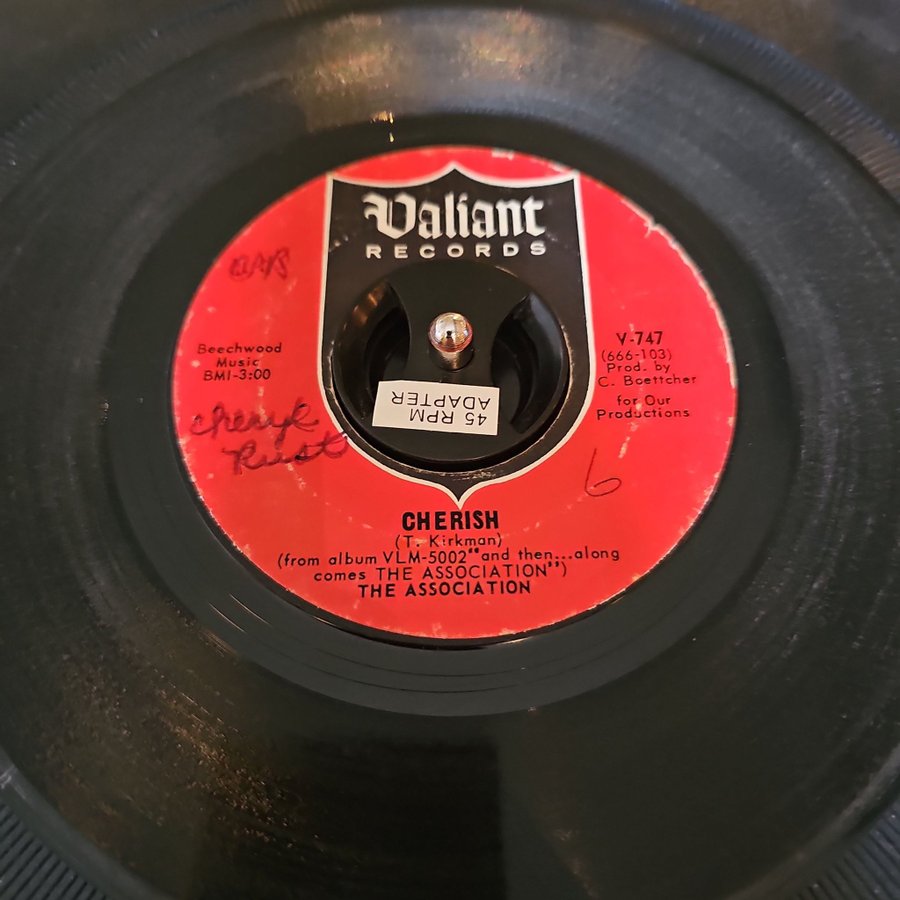 Valiant
RECORDS
Beechwood
Music
BMI-3:00
V-747
(666-103)
Prod. by
C. Boettcher
for Our
Productions
45 RPM
ADAPTER
cheryl
Rust
6
CHERISH
(T. Kirkman)
(from album VLM-5002 "and then...along
comes THE ASSOCIATION")
THE ASSOCIATION